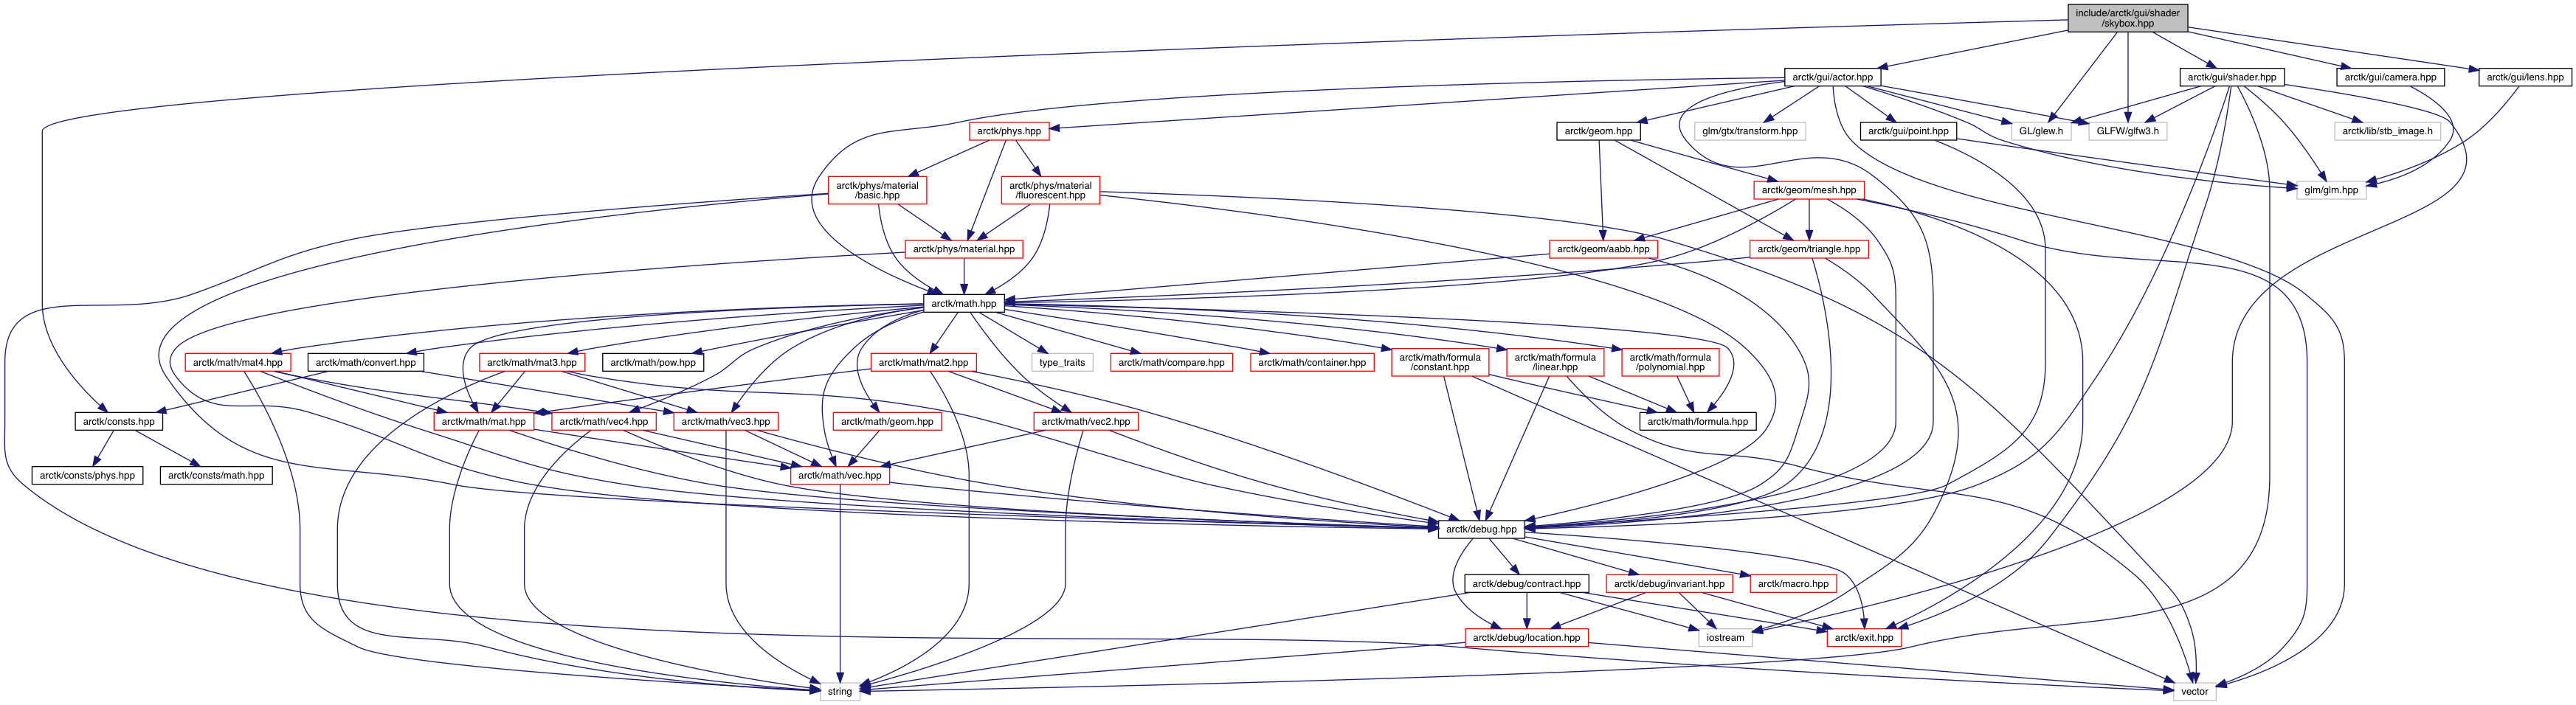 include/arctk/gui/shader
/skybox.hpp
arctk/gui/actor.hpp
arctk/gui/shader.hpp
arctk/gui/camera.hpp
arctk/gui/lens.hpp
arctk/phys.hpp
arctk/geom.hpp
glm/gtx/transform.hpp
arctk/gui/point.hpp
GL/glew.h
GLFW/glfw3.h
arctk/lib/stb_image.h
arctk/phys/material
/basic.hpp
arctk/phys/material
/fluorescent.hpp
arctk/geom/mesh.hpp
glm/glm.hpp
arctk/phys/material.hpp
arctk/geom/aabb.hpp
arctk/geom/triangle.hpp
arctk/math.hpp
arctk/math/mat4.hpp
arctk/math/convert.hpp
arctk/math/mat3.hpp
arctk/math/pow.hpp
arctk/math/mat2.hpp
type_traits
arctk/math/compare.hpp
arctk/math/container.hpp
arctk/math/formula
/constant.hpp
arctk/math/formula
/linear.hpp
arctk/math/formula
/polynomial.hpp
arctk/consts.hpp
arctk/math/mat.hpp
arctk/math/vec4.hpp
arctk/math/vec3.hpp
arctk/math/geom.hpp
arctk/math/vec2.hpp
arctk/math/formula.hpp
arctk/consts/phys.hpp
arctk/consts/math.hpp
arctk/math/vec.hpp
arctk/debug.hpp
arctk/debug/contract.hpp
arctk/debug/invariant.hpp
arctk/macro.hpp
arctk/debug/location.hpp
iostream
arctk/exit.hpp
string
vector